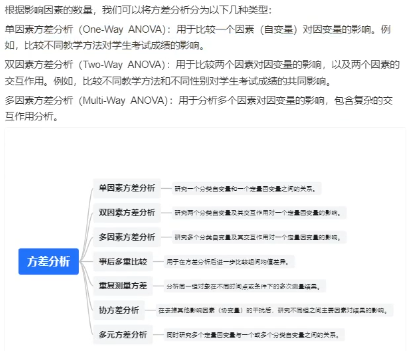 根据影响因素的数量，我们可以将方差分析分为以下几种类型：
单因素方差分析（One-Way ANOVA）：用于比较一个因素（自变量）对因变量的影响。例
如，比较不同教学方法对学生考试成绩的影响。
双因素方差分析（Two-Way ANOVA）：用于比较两个因素对因变量的影响，以及两个因素的
交互作用。例如，比较不同教学方法和不同性别对学生考试成绩的共同影响。
多因素方差分析（Multi-Way ANOVA）：用于分析多个因素对因变量的影响，包含复杂的交
互作用分析。
方差分析
单因素方差分析 研究一个分类自变量和一个定量因变量之间的关系。
双因素方差分析 研究两个分类自变量及其交互作用对一个定量因变量的影响。
多因素方差分析 研究多个分类自变量及其交互作用对一个定量因变量的影响。
事后多重比较 用于在方差分析后进一步比较组间均值差异。
重复测量方差 分析同一组对象在不同时间点或条件下的多次测量结果。
协方差分析 在去掉其他影响因素（协变量）的干扰后，研究不同组之间主要因素对结果的影响。
多元方差分析 同时研究多个定量因变量与一个或多个分类自变量之间的关系。